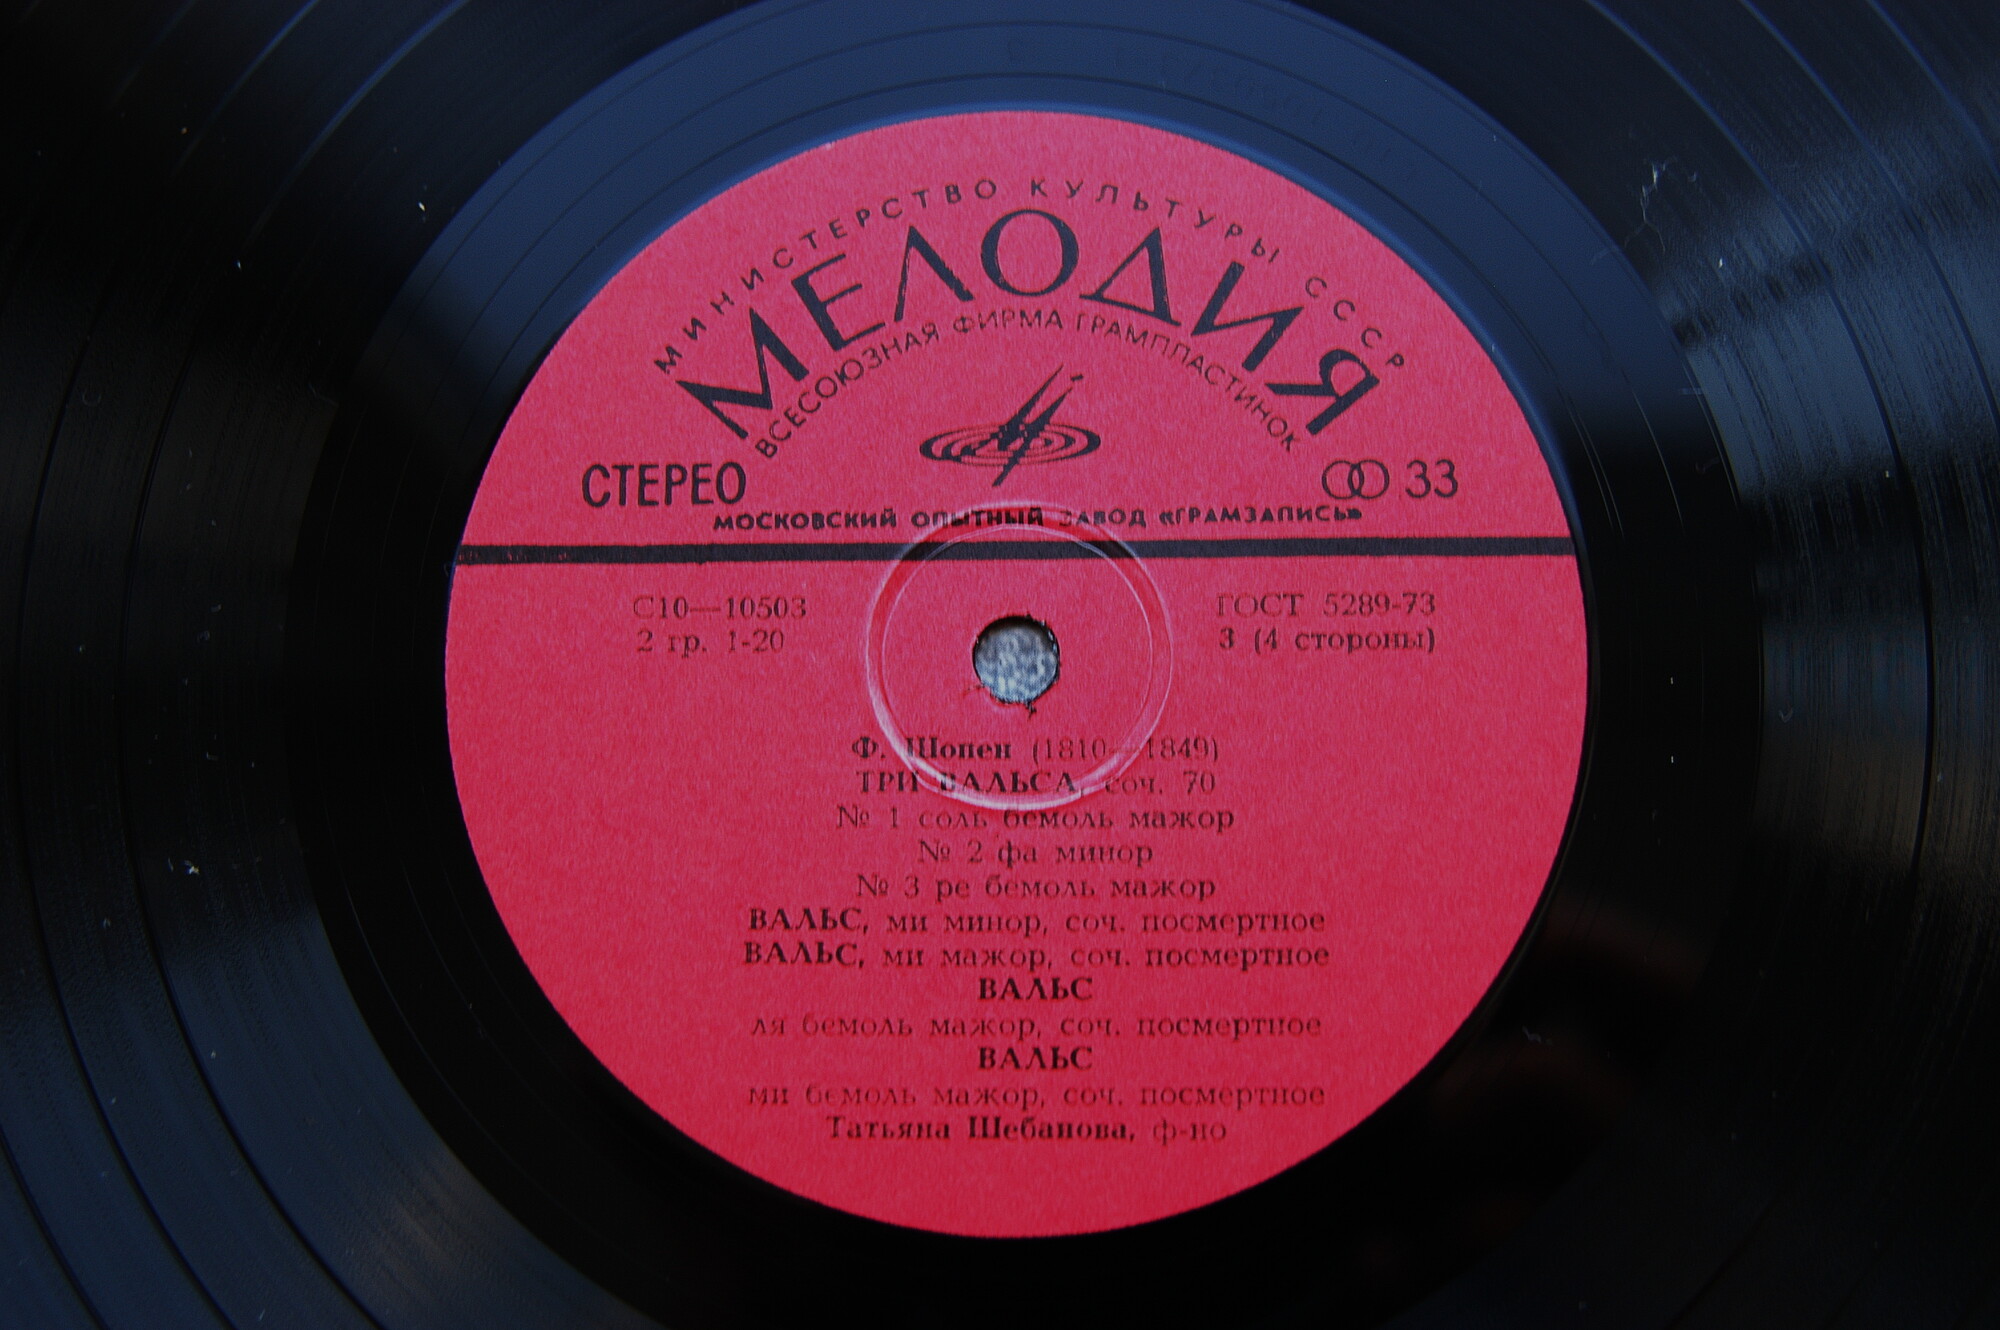 МИНИСТЕРСТВО КУЛЬТУРЫ СССР
МЕЛОДИЯ
ВСЕСОЮЗНАЯ ФИРМА ГРАМПЛАСТИНОК
СТЕРЕО 33
МОСКОВСКИЙ ОПЫТНЫЙ ЗАВОД «ГРАМЗАПИСЬ»
С10—10503 ГОСТ 5289-73
2 гр. 1-20 3 (4 стороны)
Ф. Шопен (1810—1849)
ТРИ ВАЛЬСА, соч. 70
№ 1 соль бемоль мажор
№ 2 фа минор
№ 3 ре бемоль мажор
ВАЛЬС, ми минор, соч. посмертное
ВАЛЬС, ми мажор, соч. посмертное
ВАЛЬС
ля бемоль мажор, соч. посмертное
ВАЛЬС
ми бемоль мажор, соч. посмертное
Татьяна Шебанова, ф-но